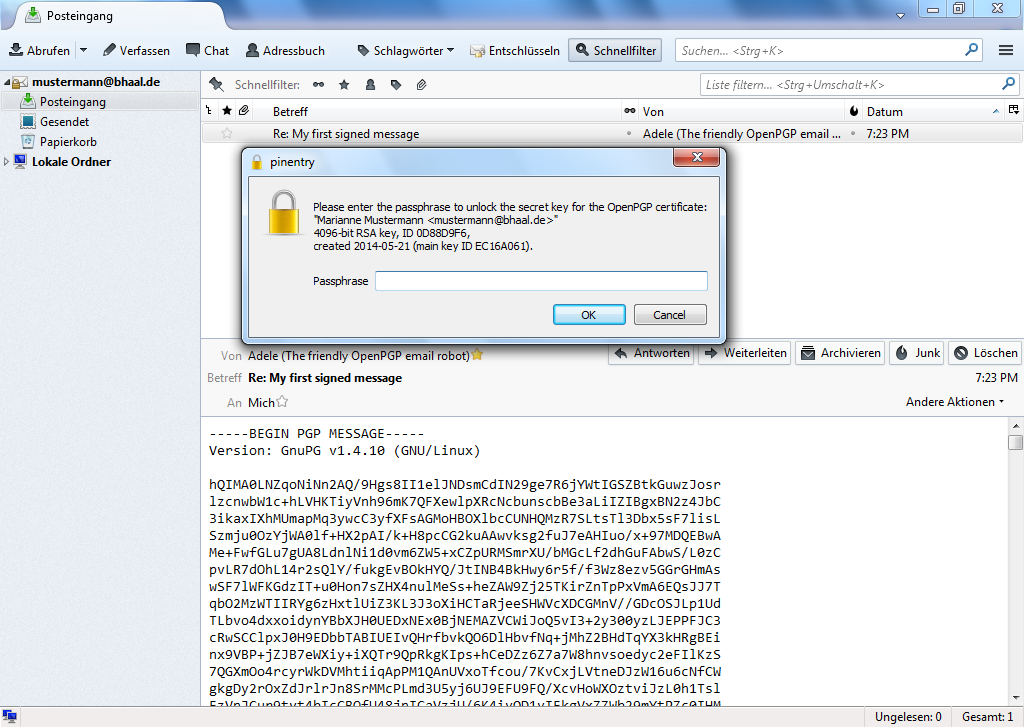 Posteingang
Abrufen Verfassen Chat Adressbuch Schlagwörter Entschlüsseln Schnellfilter Suchen... <Strg+K>
mustermann@bhaal.de
Posteingang
Gesendet
Papierkorb
Lokale Ordner
Schnellfilter: Liste filtern... <Strg+Umschalt+K>
Betreff Von Datum
Re: My first signed message Adele (The friendly OpenPGP email ... 7:23 PM
pinentry
Please enter the passphrase to unlock the secret key for the OpenPGP certificate:
"Marianne Mustermann <mustermann@bhaal.de>"
4096-bit RSA key, ID 0D88D9F6,
created 2014-05-21 (main key ID EC16A061).
Passphrase
OK Cancel
Von Adele (The friendly OpenPGP email robot) Antworten Weiterleiten Archivieren Junk Löschen
Betreff Re: My first signed message 7:23 PM
An Mich Andere Aktionen
-----BEGIN PGP MESSAGE-----
Version: GnuPG v1.4.10 (GNU/Linux)
hQIMA0LNZqoNiNn2AQ/9Hgs8II1elJNDsmCdIN29ge7R6jYWtIGSZBtkGuwzJosr
lzcnwbW1c+hLVHKTiyVnh96mK7QFXewlpXRcNcbunscbBe3aLiIZIBgxBN2z4JbC
3ikaxIXhMUmapMq3ywcC3yfXFsAGMoHBOXlbcCUNHQMzR7SLtsTl3Dbx5sF7lisL
Szmju0OzYjWA0lf+HX2pAI/k+H8pcCG2kuAAwvksg2fuJ7eAHIuo/x+97MDQEBwA
Me+FwfGLu7gUA8LdnlNi1d0vm6ZW5+xCZpURMSmrXU/bMGcLf2dhGuFAbwS/L0zC
pvLR7dOhL14r2sQlY/fukgEvBOkHYQ/JtINB4BkHwy6r5f/f3Wz8ezv5GGrGHmAs
wSF7lWFKGdzIT+u0Hon7sZHX4nulMeSs+heZAW9Zj25TKirZnTpPxVmA6EQsJJ7T
qbO2MzWTIIRYg6zHxtlUiZ3KL3J3oXiHCTaRjeeSHWVcXDCGMnV//GDcOSJLp1Ud
TLbvo4dxxoidynYBbXJH0UEDxNEx0BjNEMAZVCWiJoQ5vI3+2y300yzLJEPPFJC3
cRwSCClpxJ0H9EDbbTABIUEIvQHrfbvkQO6DlHbvfNq+jMhZ2BHdTqYX3kHRgBEi
nx9VBP+jZJB7eWXiy+iXQTr9QpRkgKIps+hCeDZz6Z7a7W8hnvsoedyc2eFIlKzS
7QGXmOo4rcyrWkDVMhtiiqApPM1QAnUVxoTfcou/7KvCxjLVtneDJzW16u6cNfCW
gkgDy2rOxZdJrlrJn8SrMMcPLmd3U5yj6UJ9EFU9FQ/XcvHoWXOztviJzL0h1Tsl
Ungelesen: 0 Gesamt: 1